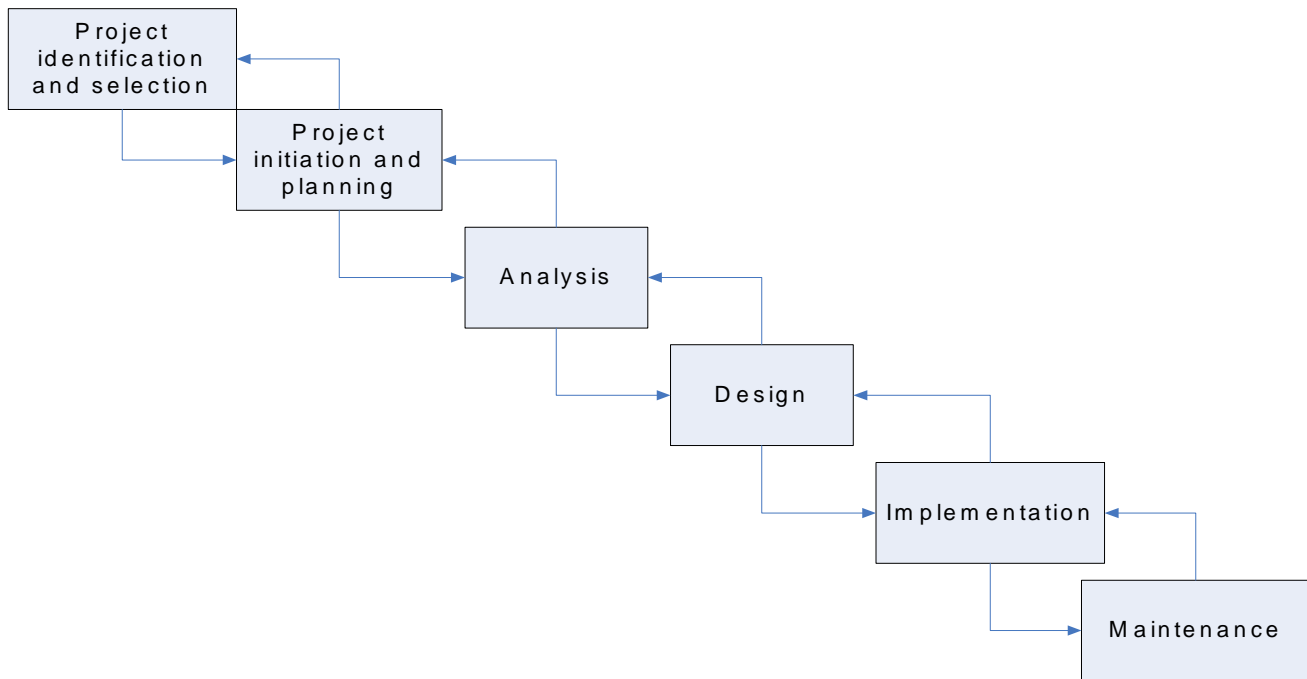 Project
identification
and selection
Project
initiation and
planning
Analysis
Design
Implementation
Maintenance